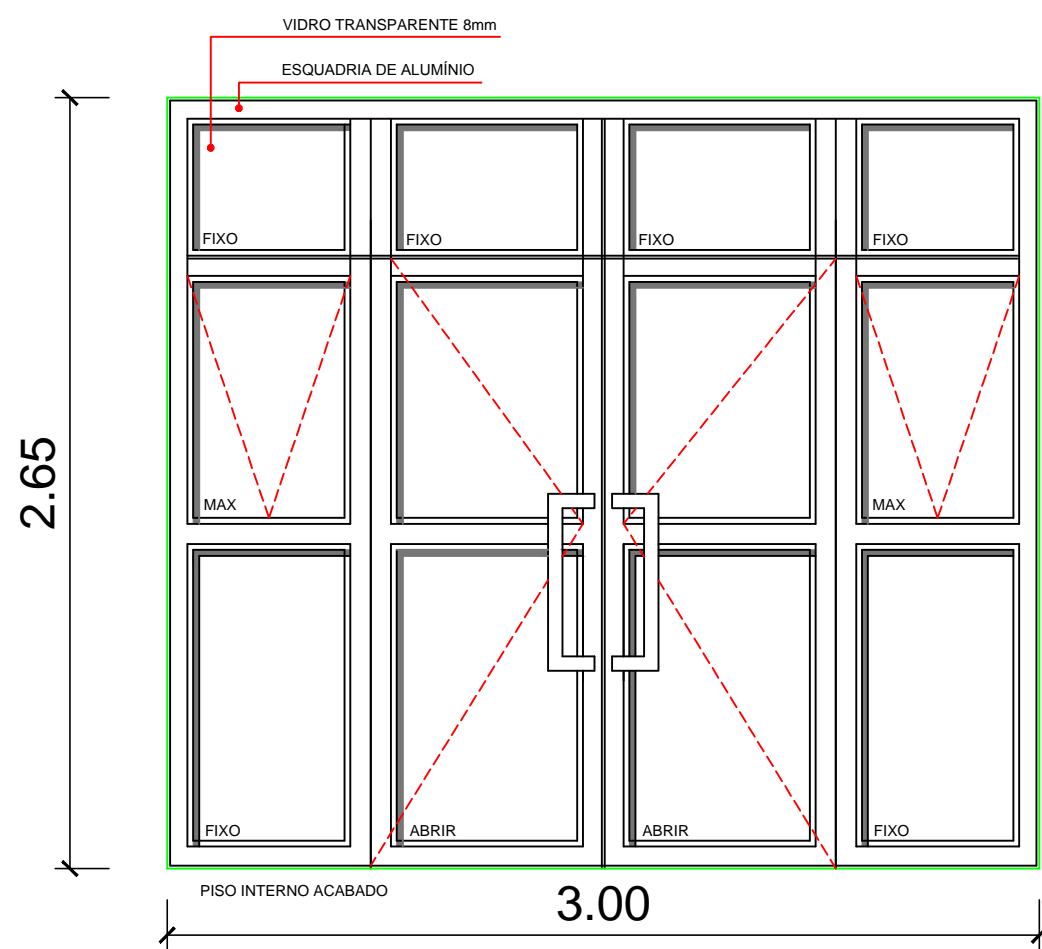 VIDRO TRANSPARENTE 8mm
ESQUADRIA DE ALUMÍNIO
FIXO
FIXO
FIXO
FIXO
2.65
MAX
MAX
FIXO
ABRIR
ABRIR
FIXO
PISO INTERNO ACABADO
3.00